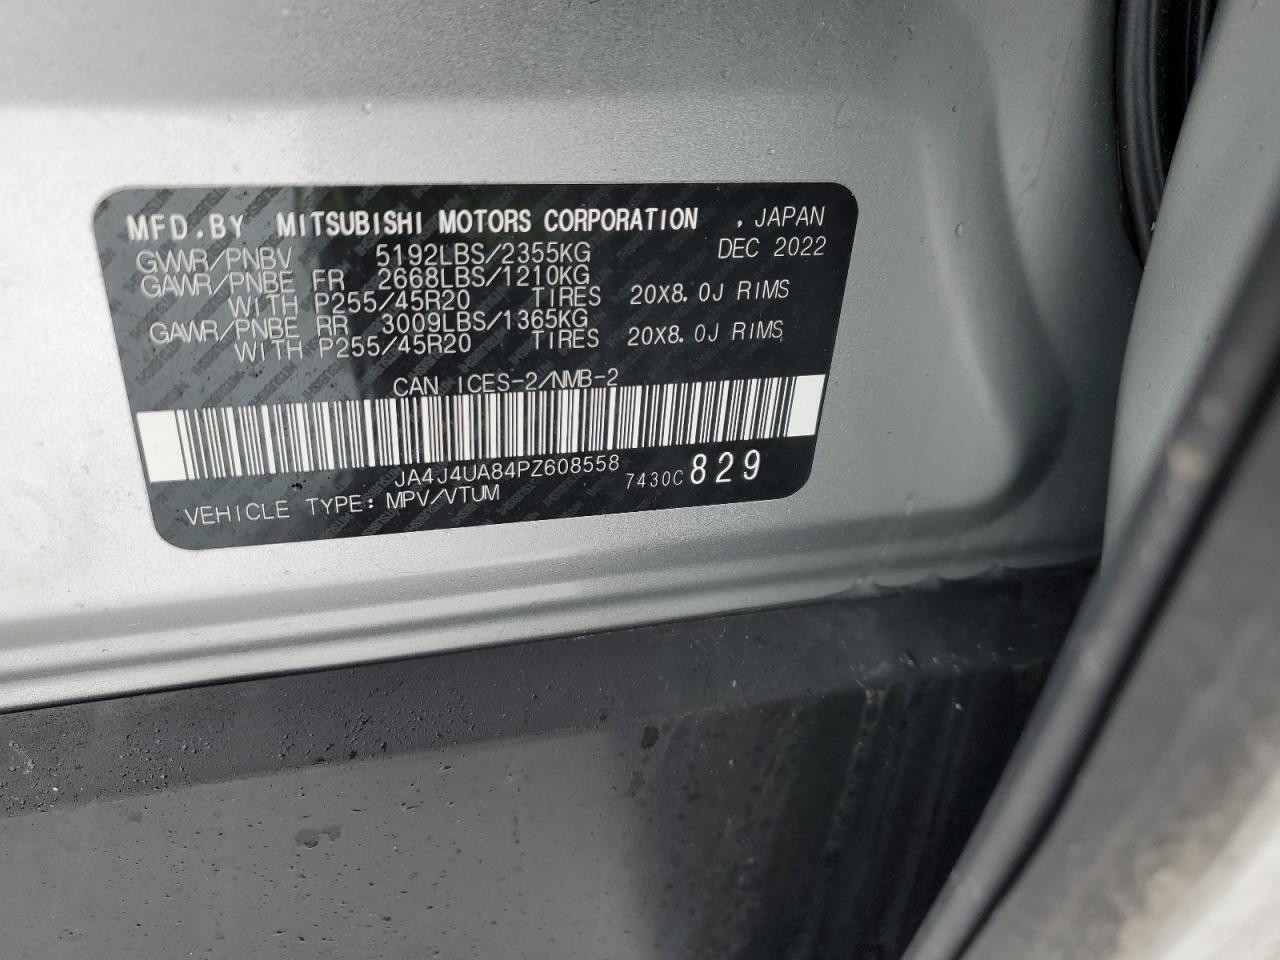 MFD.BY MITSUBISHI MOTORS CORPORATION , JAPAN
GVWR/PNBV 5192LBS/2355KG DEC 2022
GAWR/PNBE FR 2668LBS/1210KG
WITH P255/45R20 TIRES 20X8.0J RIMS
GAWR/PNBE RR 3009LBS/1365KG
WITH P255/45R20 TIRES 20X8.0J RIMS
CAN ICES-2/NMB-2
JA4J4UA84PZ608558
7430C 829
VEHICLE TYPE: MPV/VTUM